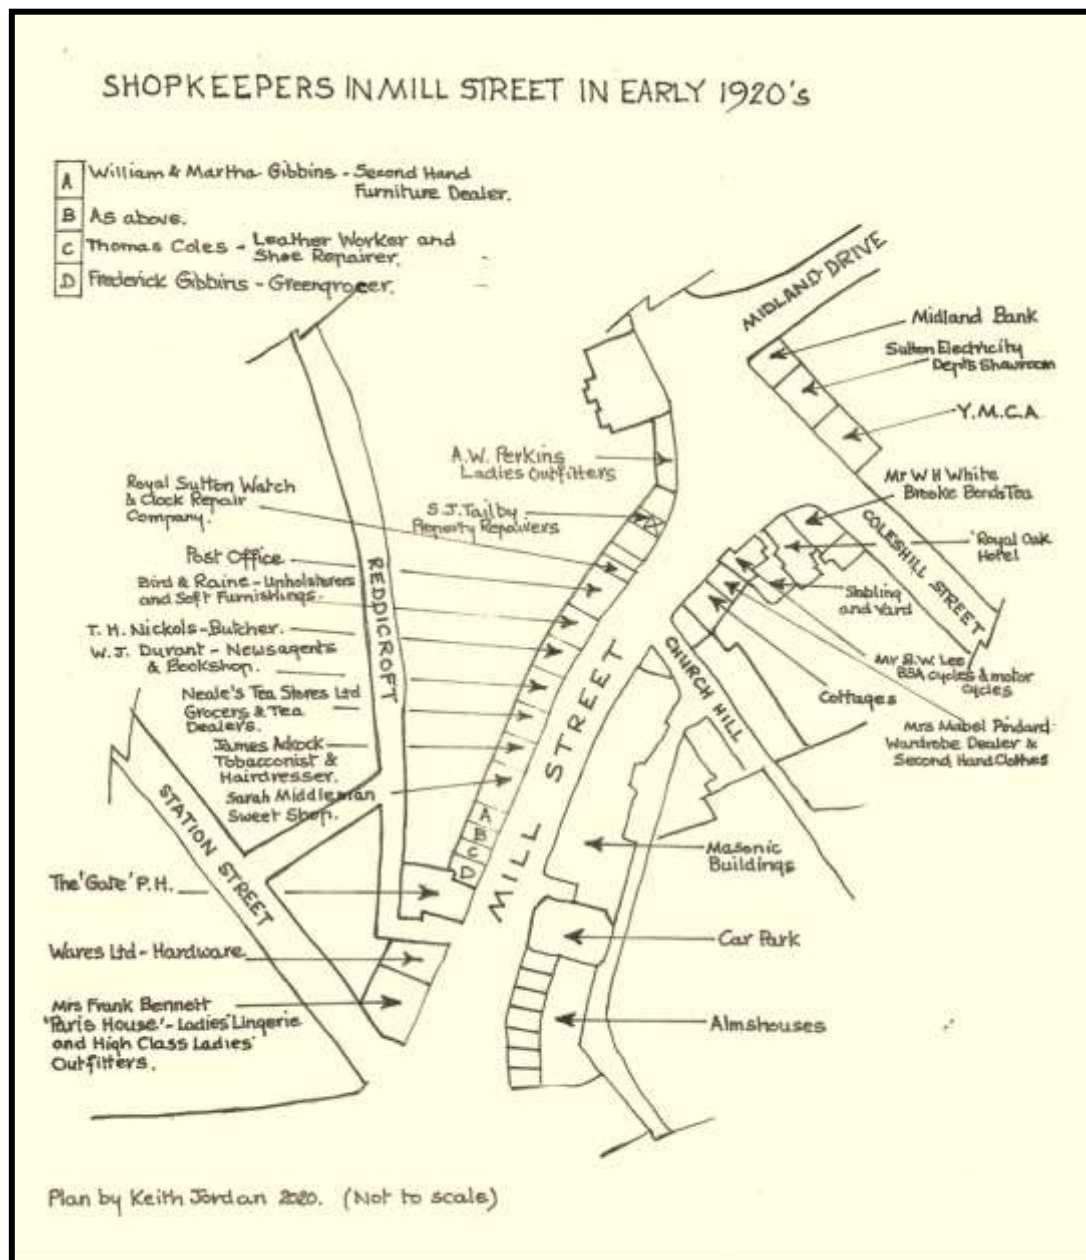 SHOPKEEPERS IN MILL STREET IN EARLY 1920's
A William & Martha Gibbins - Second Hand
Furniture Dealer.
B As above.
C Thomas Coles - Leather Worker and
Shoe Repairer.
D Frederick Gibbins - Greengrocer.
MIDLAND DRIVE
Midland Bank
Sutton Electricity
Dept's Showroom
Y.M.C.A
A.W. Perkins
Ladies Outfitters
Mr W H White
Brooke Bonds Tea
Royal Sutton Watch
& Clock Repair
Company.
S.J. Tailby
Property Repairers
COLESHILL STREET
'Royal Oak
Hotel
Post Office
Bird & Raine - Upholsterers
and Soft Furnishings.
REDDICROFT
Stabling
and Yard
T. H. Nickols - Butcher.
W. J. Durant - Newsagents
& Bookshop.
CHURCH HILL
Mr S.W. Lee
BSA cycles & motor
cycles
Cottages
Neale's Tea Stores Ltd
Grocers & Tea
Dealers.
Mrs Mabel Pindard
Wardrobe Dealer &
Second Hand Clothes
James Adcock
Tobacconist &
Hairdresser.
Sarah Middleman
Sweet Shop.
MILL STREET
STATION STREET
A
B
C
D
MILL
Masonic
Buildings
The 'Gate' P.H.
Car Park
Wares Ltd - Hardware
Mrs Frank Bennett
'Paris House' - Ladies' Lingerie
and High Class Ladies'
Outfitters.
Almshouses
Plan by Keith Jordan 2020. (Not to scale)